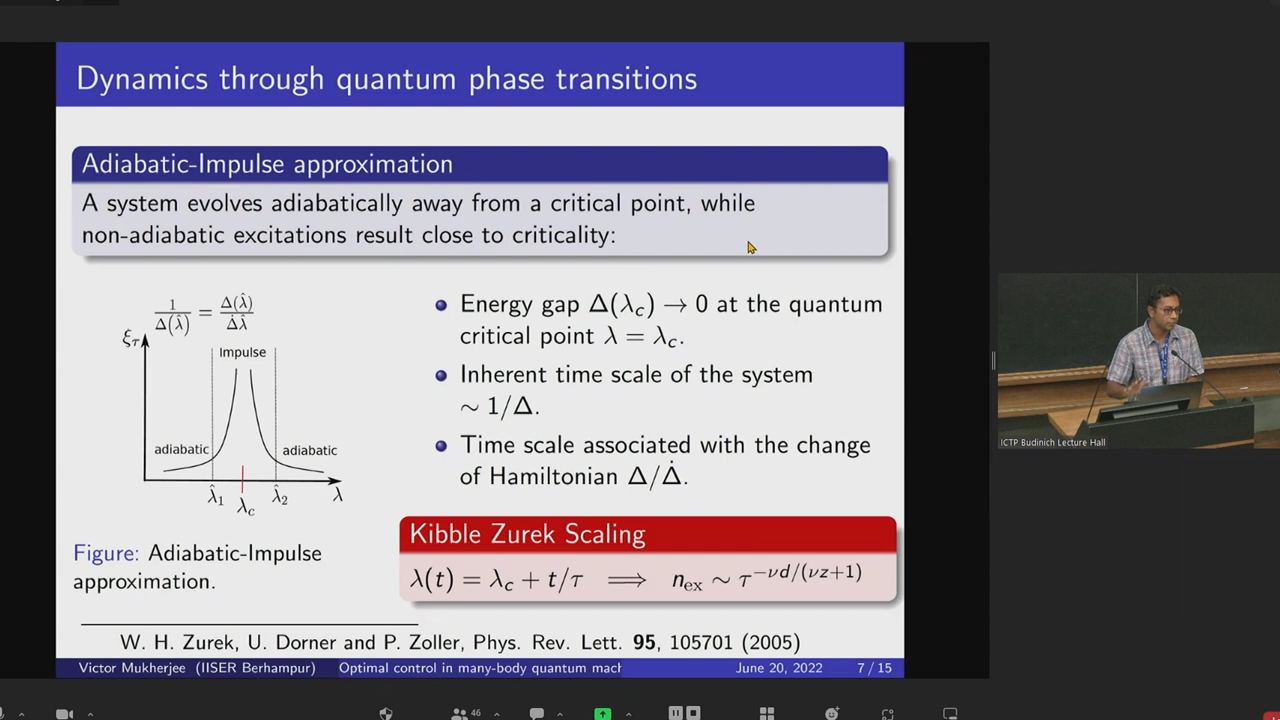 Dynamics through quantum phase transitions
Adiabatic-Impulse approximation
A system evolves adiabatically away from a critical point, while
non-adiabatic excitations result close to criticality:
1/Δ(λ̂) = Δ(λ̂)/Δ̇λ̂
ξτ
Impulse
adiabatic
adiabatic
λ̂₁
λc
λ̂₂
λ
Figure: Adiabatic-Impulse
approximation.
Energy gap Δ(λc) → 0 at the quantum
critical point λ = λc.
Inherent time scale of the system
∼ 1/Δ.
Time scale associated with the change
of Hamiltonian Δ/Δ̇.
Kibble Zurek Scaling
λ(t) = λc + t/τ ⟹ nex ∼ τ^−νd/(νz+1)
W. H. Zurek, U. Dorner and P. Zoller, Phys. Rev. Lett. 95, 105701 (2005)
Victor Mukherjee (IISER Berhampur) Optimal control in many-body quantum mach June 20, 2022 7 / 15
ICTP Budinich Lecture Hall
46